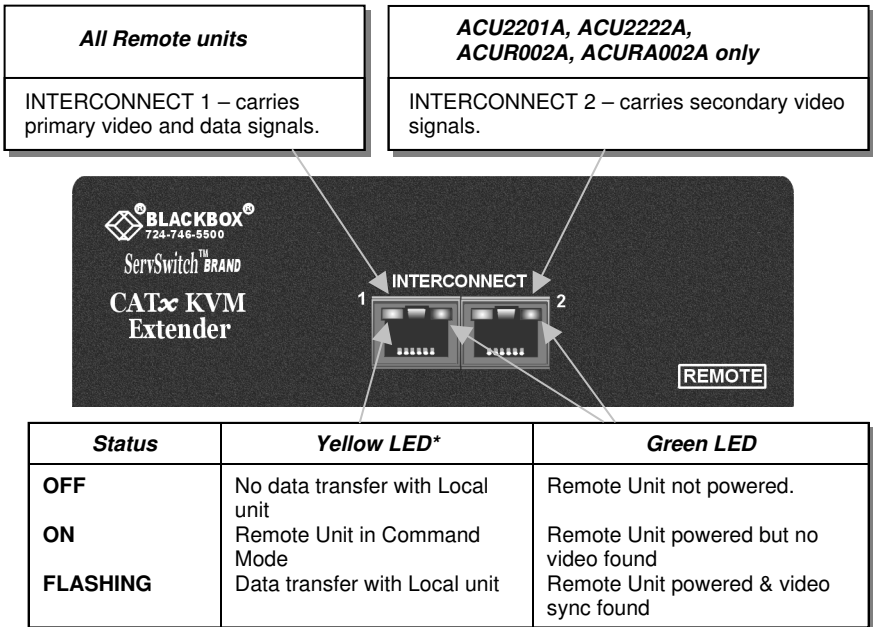 All Remote units
INTERCONNECT 1 – carries
primary video and data signals.
ACU2201A, ACU2222A,
ACUR002A, ACURA002A only
INTERCONNECT 2 – carries secondary video
signals.
®BLACKBOX®
724-746-5500
ServSwitch™BRAND
CATx KVM
Extender
INTERCONNECT
1
2
REMOTE
Status
Yellow LED*
Green LED
OFF
No data transfer with Local
unit
Remote Unit not powered.
ON
Remote Unit in Command
Mode
Remote Unit powered but no
video found
FLASHING
Data transfer with Local unit
Remote Unit powered & video
sync found